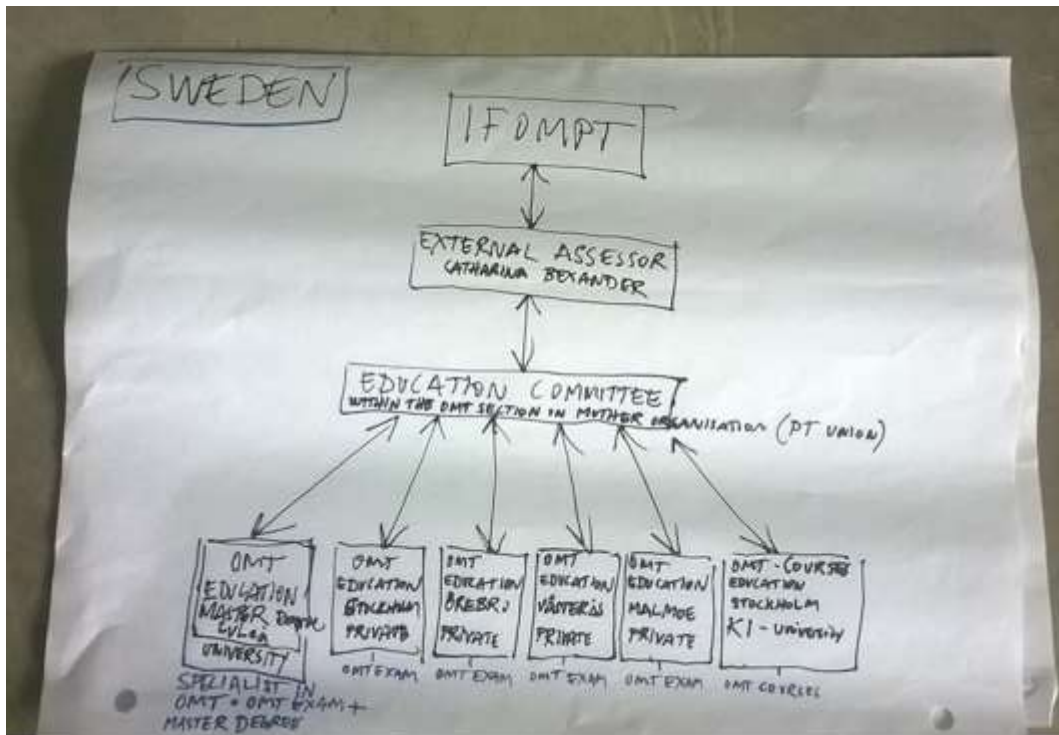 SWEDEN
IFOMPT
EXTERNAL ASSESSOR
CATHARINA BEXANDER
EDUCATION COMMITTEE
WITHIN THE OMT SECTION IN MOTHER ORGANISATION (PT UNION)
OMT
EDUCATION
MASTER Degree
LULEA
UNIVERSITY
SPECIALIST IN
OMT = OMT EXAM +
MASTER DEGREE
OMT
EDUCATION
STOCKHOLM
PRIVATE
OMT EXAM
OMT
EDUCATION
ÖREBRO
PRIVATE
OMT EXAM
OMT
EDUCATION
VÄSTERÅS
PRIVATE
OMT EXAM
OMT
EDUCATION
MALMOE
PRIVATE
OMT EXAM
OMT - COURSES
EDUCATION
STOCKHOLM
KI - UNIVERSITY
OMT COURSES